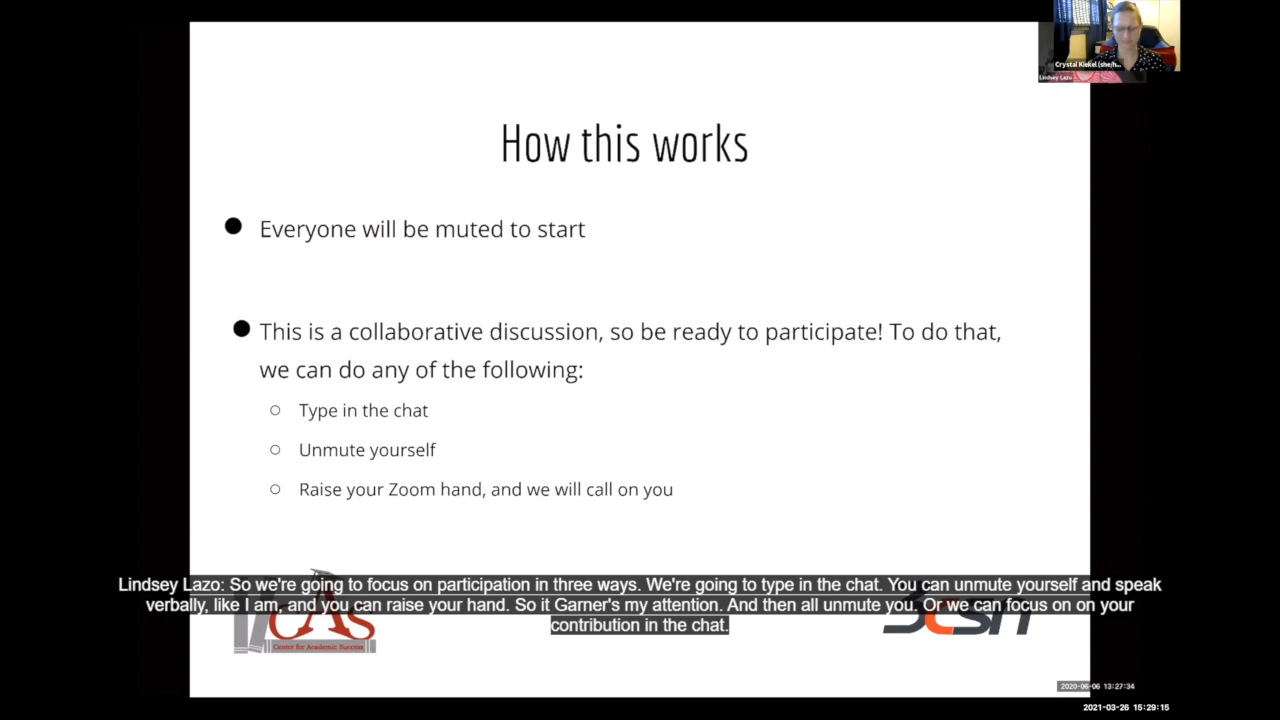 Crystal Kiekel (she/h...
Lindsey Lazo
How this works
Everyone will be muted to start
This is a collaborative discussion, so be ready to participate! To do that,
we can do any of the following:
Type in the chat
Unmute yourself
Raise your Zoom hand, and we will call on you
Lindsey Lazo: So we're going to focus on participation in three ways. We're going to type in the chat. You can unmute yourself and speak
verbally, like I am, and you can raise your hand. So it Garner's my attention. And then all unmute you. Or we can focus on on your
contribution in the chat.
CAS
Center for Academic Success
3CSN
2020-06-06 13:27:34
2021-03-26 15:29:15